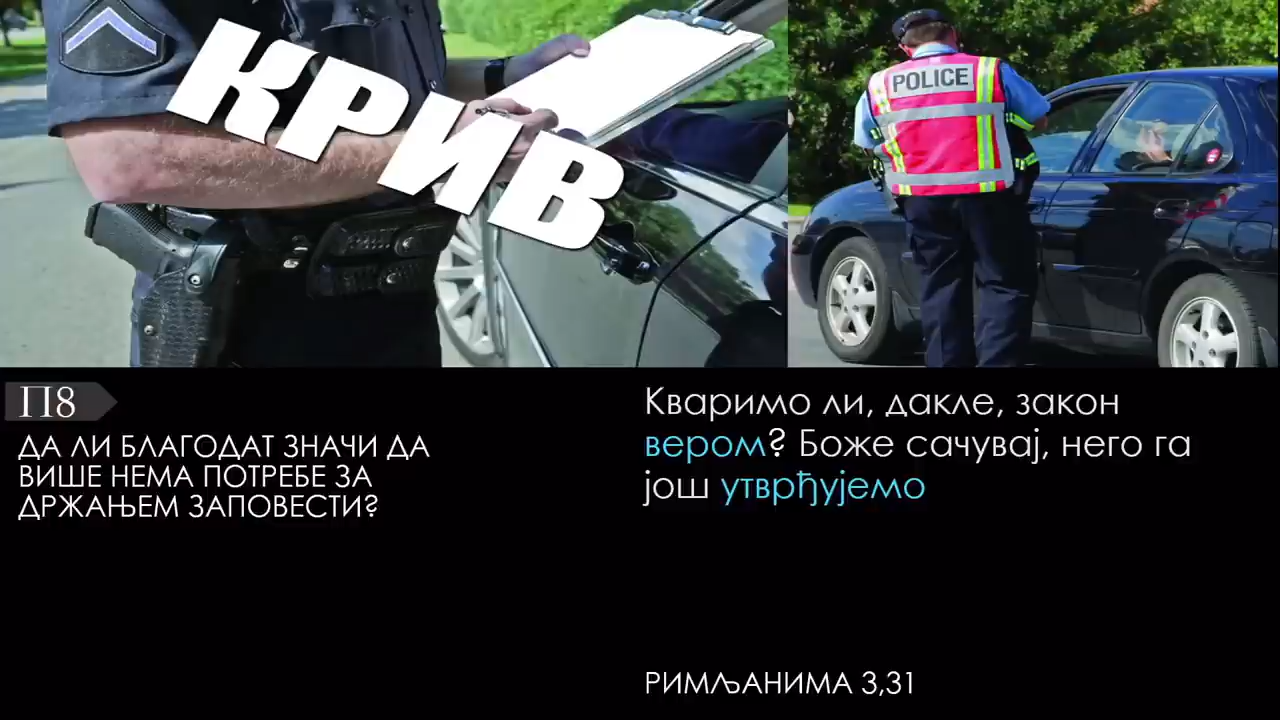 КРИВ
POLICE
П8
ДА ЛИ БЛАГОДАТ ЗНАЧИ ДА
ВИШЕ НЕМА ПОТРЕБЕ ЗА
ДРЖАЊЕМ ЗАПОВЕСТИ?
Кваримо ли, дакле, закон
вером? Боже сачувај, него га
још утврђујемо
РИМЉАНИМА 3,31